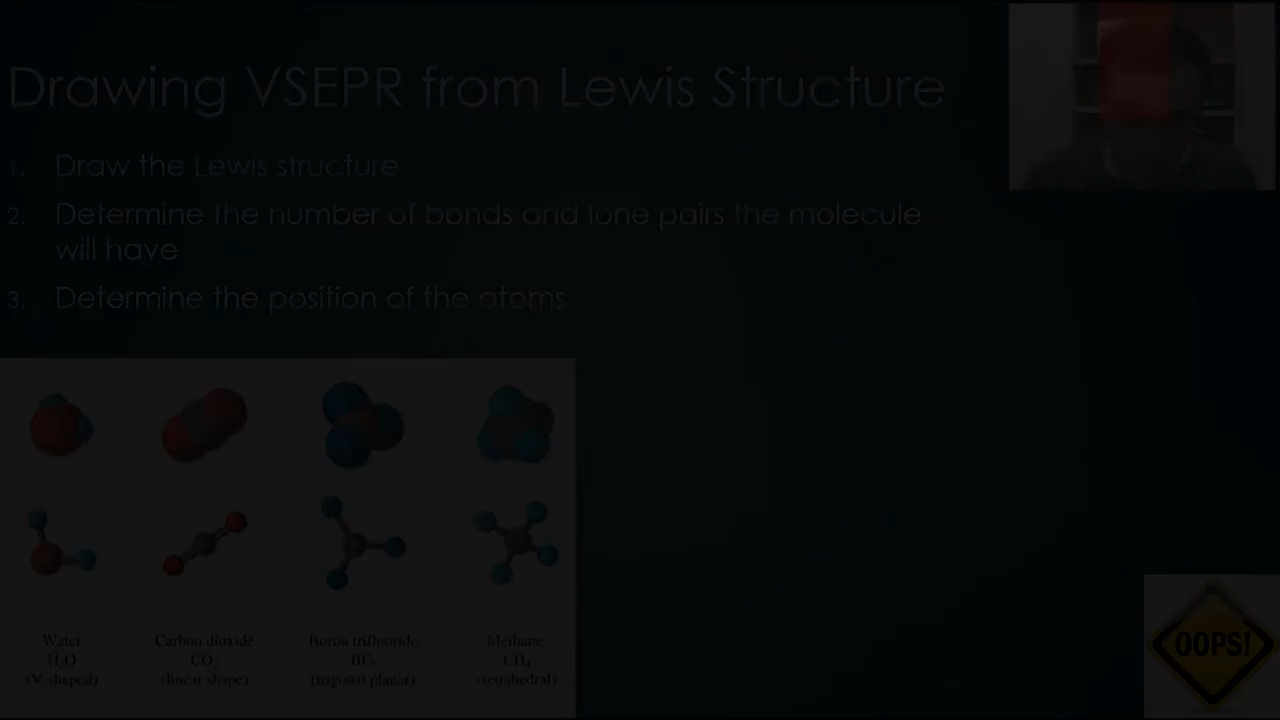 Drawing VSEPR from Lewis Structure
1. Draw the Lewis structure
2. Determine the number of bonds and lone pairs the molecule
will have
3. Determine the position of the atoms
Water
H₂O
(V-shaped)
Carbon dioxide
CO₂
(linear shape)
Boron trifluoride
BF₃
(trigonal planar)
Methane
CH₄
(tetrahedral)
OOPS!